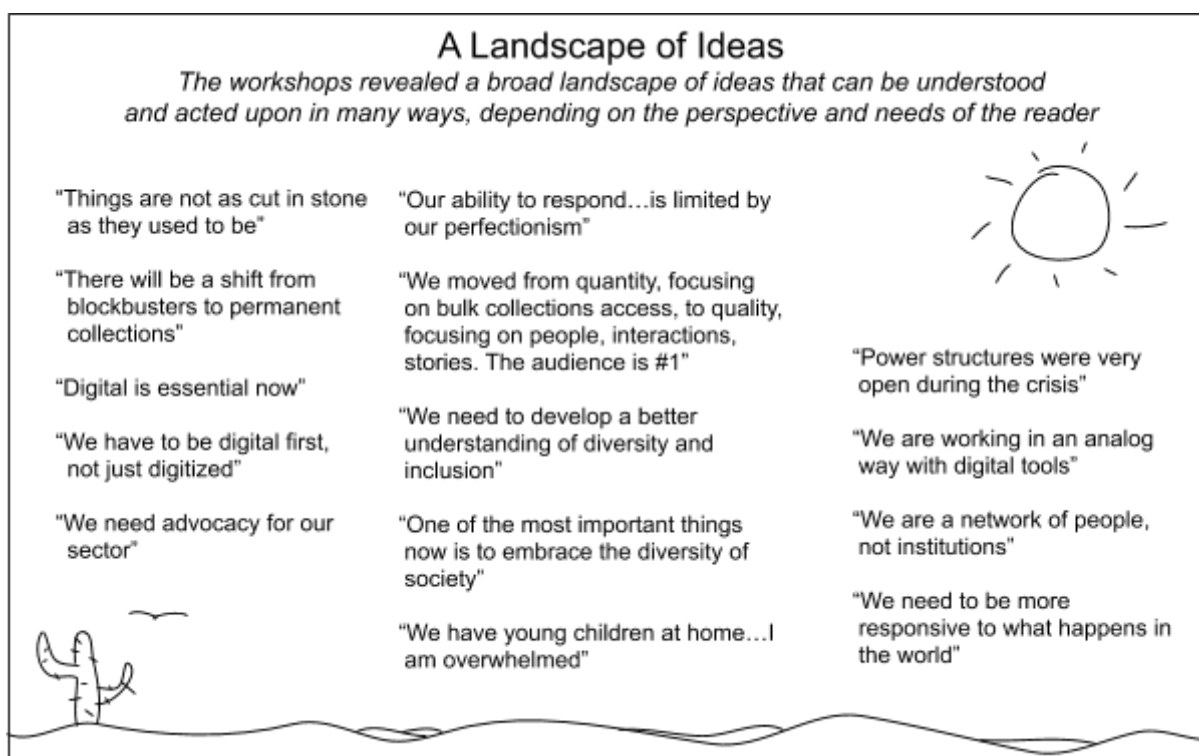 A Landscape of Ideas
The workshops revealed a broad landscape of ideas that can be understood
and acted upon in many ways, depending on the perspective and needs of the reader
“Things are not as cut in stone
as they used to be”
“There will be a shift from
blockbusters to permanent
collections”
“Digital is essential now”
“We have to be digital first,
not just digitized”
“We need advocacy for our
sector”
“Our ability to respond…is limited by
our perfectionism”
“We moved from quantity, focusing
on bulk collections access, to quality,
focusing on people, interactions,
stories. The audience is #1”
“We need to develop a better
understanding of diversity and
inclusion”
“One of the most important things
now is to embrace the diversity of
society”
“We have young children at home…I
am overwhelmed”
“Power structures were very
open during the crisis”
“We are working in an analog
way with digital tools”
“We are a network of people,
not institutions”
“We need to be more
responsive to what happens in
the world”